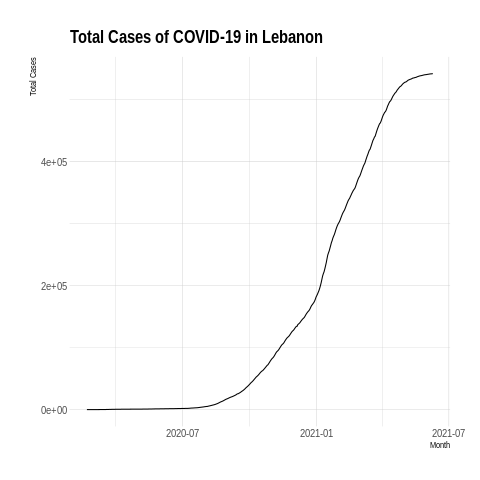 Total Cases of COVID-19 in Lebanon
Total Cases
4e+05
2e+05
0e+00
2020-07
2021-01
2021-07
Month